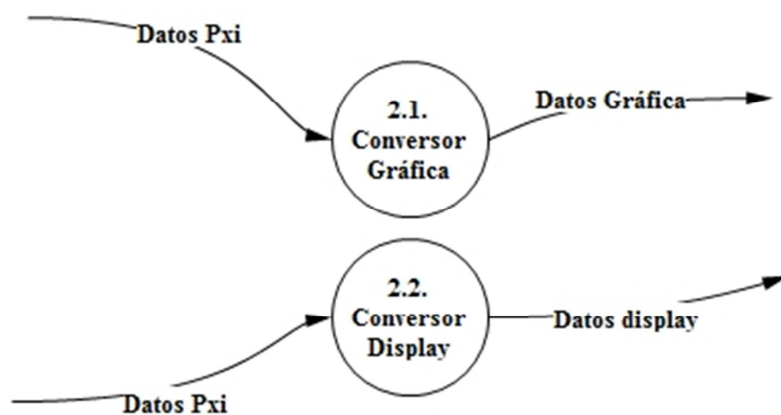 Datos Pxi
2.1.
Conversor
Gráfica
Datos Gráfica
2.2.
Conversor
Display
Datos display
Datos Pxi